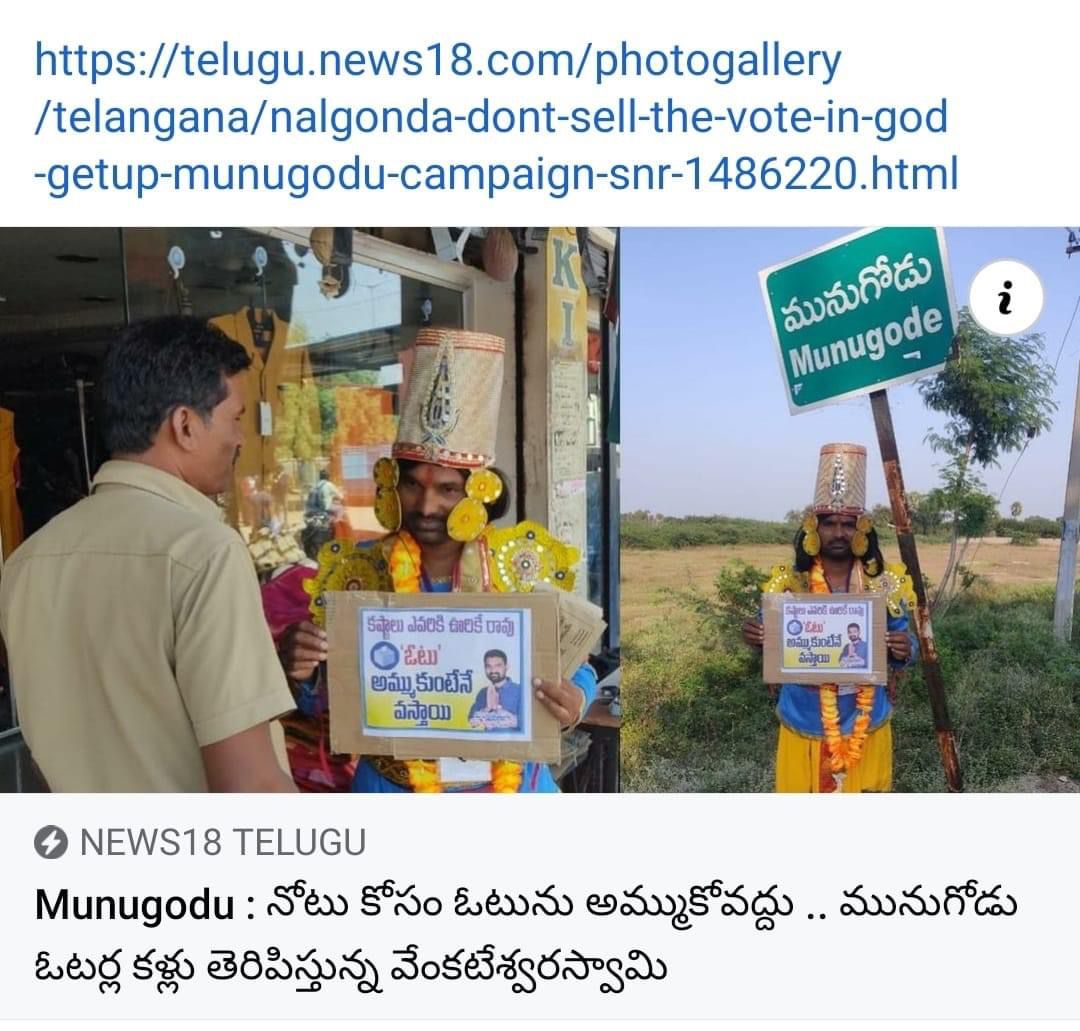 https://telugu.news18.com/photogallery
/telangana/nalgonda-dont-sell-the-vote-in-god
-getup-munugodu-campaign-snr-1486220.html
KI
కష్టాలు ఎవరికి ఊరికే రావు
'ఓటు'
అమ్ముకుంటేనే
వస్తాయి
మునుగోడు
Munugode
కష్టాలు ఎవరికి ఊరికే రావు
'ఓటు'
అమ్ముకుంటేనే
వస్తాయి
NEWS18 TELUGU
Munugodu : నోటు కోసం ఓటును అమ్ముకోవద్దు .. మునుగోడు
ఓటర్ల కళ్లు తెరిపిస్తున్న వేంకటేశ్వరస్వామి